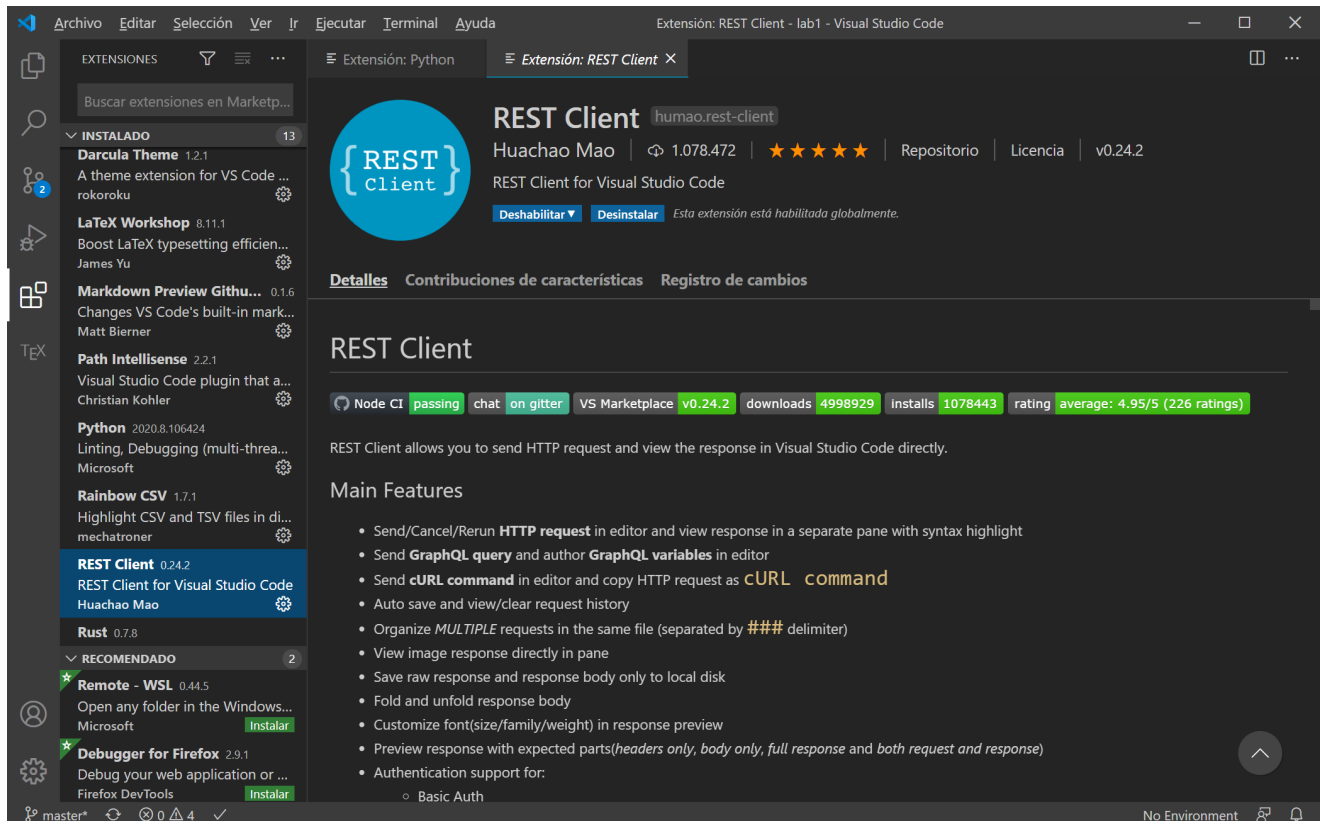 Archivo Editar Selección Ver Ir Ejecutar Terminal Ayuda Extensión: REST Client - lab1 - Visual Studio Code
EXTENSIONES
Buscar extensiones en Marketp...
INSTALADO 13
Darcula Theme 1.2.1
A theme extension for VS Code ...
rokoroku
LaTeX Workshop 8.11.1
Boost LaTeX typesetting efficien...
James Yu
Markdown Preview Githu... 0.1.6
Changes VS Code's built-in mark...
Matt Bierner
Path Intellisense 2.2.1
Visual Studio Code plugin that a...
Christian Kohler
Python 2020.8.106424
Linting, Debugging (multi-threa...
Microsoft
Rainbow CSV 1.7.1
Highlight CSV and TSV files in di...
mechatroner
REST Client 0.24.2
REST Client for Visual Studio Code
Huachao Mao
Rust 0.7.8
RECOMENDADO 2
Remote - WSL 0.44.5
Open any folder in the Windows...
Microsoft Instalar
Debugger for Firefox 2.9.1
Debug your web application or ...
Firefox DevTools Instalar
2
TEX
Extensión: Python Extensión: REST Client
{ REST Client }
REST Client humao.rest-client
Huachao Mao 1.078.472 ★★★★★ Repositorio Licencia v0.24.2
REST Client for Visual Studio Code
Deshabilitar▼ Desinstalar Esta extensión está habilitada globalmente.
Detalles Contribuciones de características Registro de cambios
REST Client
Node CI passing chat on gitter VS Marketplace v0.24.2 downloads 4998929 installs 1078443 rating average: 4.95/5 (226 ratings)
REST Client allows you to send HTTP request and view the response in Visual Studio Code directly.
Main Features
• Send/Cancel/Rerun HTTP request in editor and view response in a separate pane with syntax highlight
• Send GraphQL query and author GraphQL variables in editor
• Send cURL command in editor and copy HTTP request as cURL command
• Auto save and view/clear request history
• Organize MULTIPLE requests in the same file (separated by ### delimiter)
• View image response directly in pane
• Save raw response and response body only to local disk
• Fold and unfold response body
• Customize font(size/family/weight) in response preview
• Preview response with expected parts(headers only, body only, full response and both request and response)
• Authentication support for:
○ Basic Auth
master* 0 4 No Environment